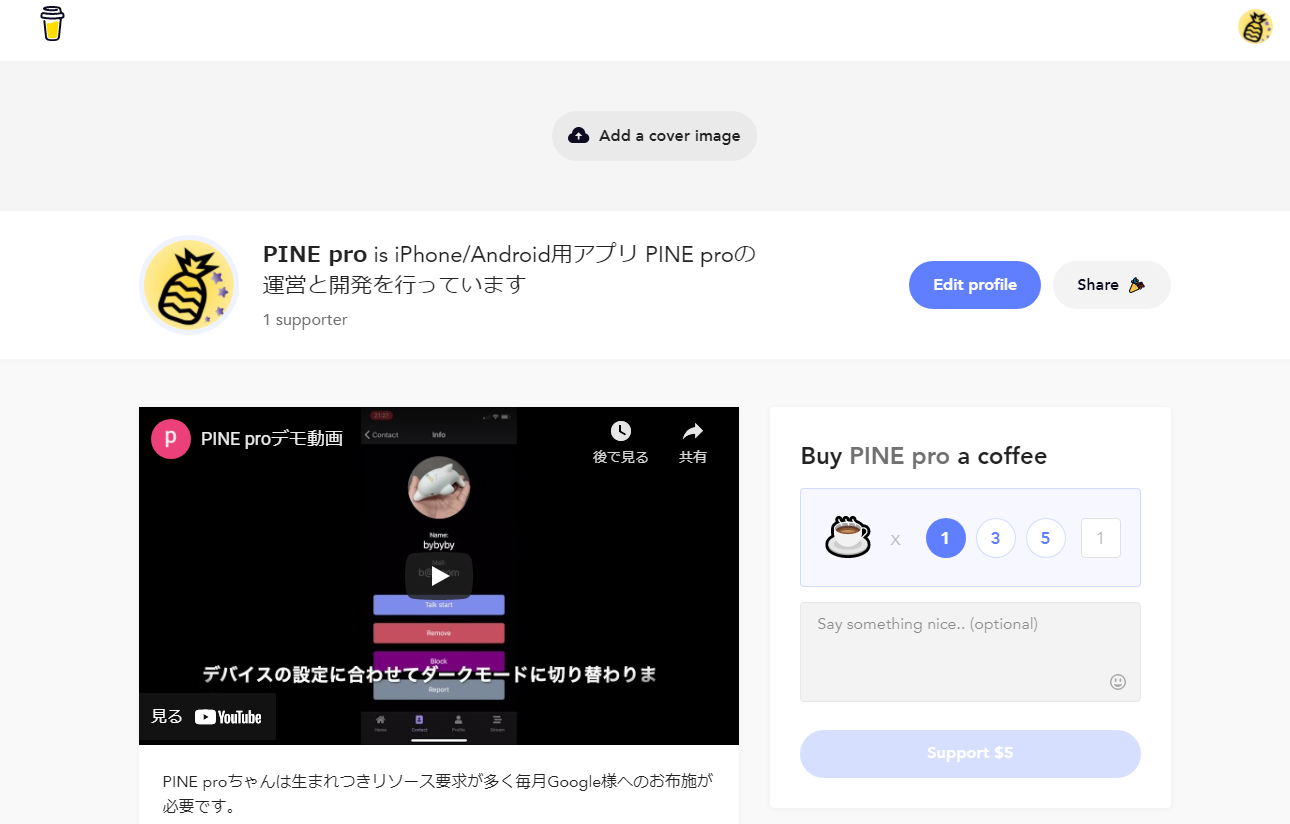 Add a cover image
PINE pro is iPhone/Android用アプリ PINE proの
運営と開発を行っています
1 supporter
Edit profile
Share
p
PINE proデモ動画
後で見る
共有
21:27
Contact
Info
Name:
bybyby
Talk start
Remove
Block
デバイスの設定に合わせてダークモードに切り替わりま
Report
Home
Contact
Profile
Stream
見る YouTube
PINE proちゃんは生まれつきリソース要求が多く毎月Google様へのお布施が
必要です。
Buy PINE pro a coffee
x 1 3 5 1
Say something nice.. (optional)
Support $5